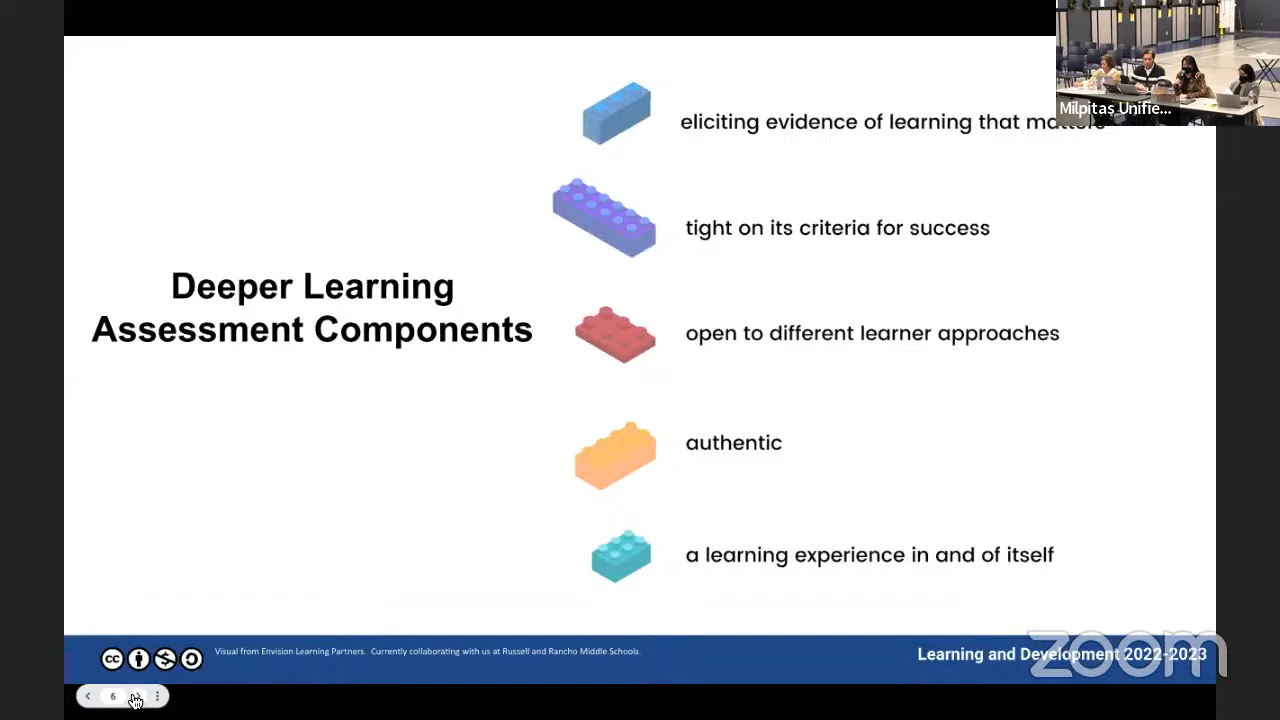 Milpitas Unifie...
eliciting evidence of learning that matters
tight on its criteria for success
Deeper Learning
Assessment Components
open to different learner approaches
authentic
a learning experience in and of itself
cc
Visual from Envision Learning Partners. Currently collaborating with us at Russell and Rancho Middle Schools.
Learning and Development 2022-2023
zoom
6